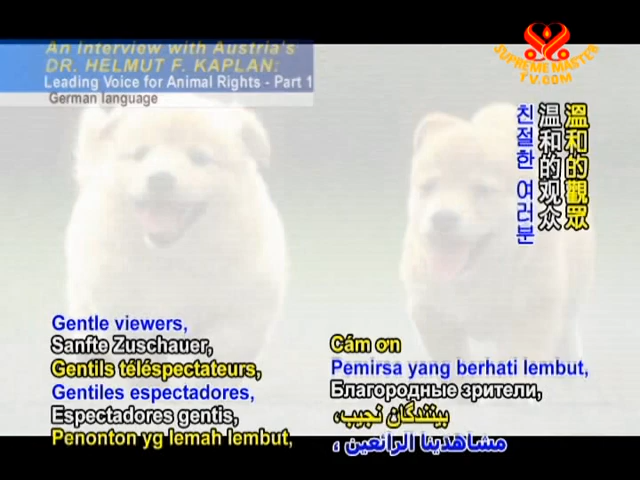 An Interview with Austria's
DR. HELMUT F. KAPLAN:
Leading Voice for Animal Rights - Part 1
German language
SUPREME MASTER
TV.COM
溫和的觀眾
温和的观众
친절한 여러분
Gentle viewers,
Sanfte Zuschauer,
Gentils téléspectateurs,
Gentiles espectadores,
Espectadores gentis,
Penonton yg lemah lembut,
Cám ơn
Pemirsa yang berhati lembut,
Благородные зрители,
بینندگان نجیب،
مشاهدينا الرائعين ،